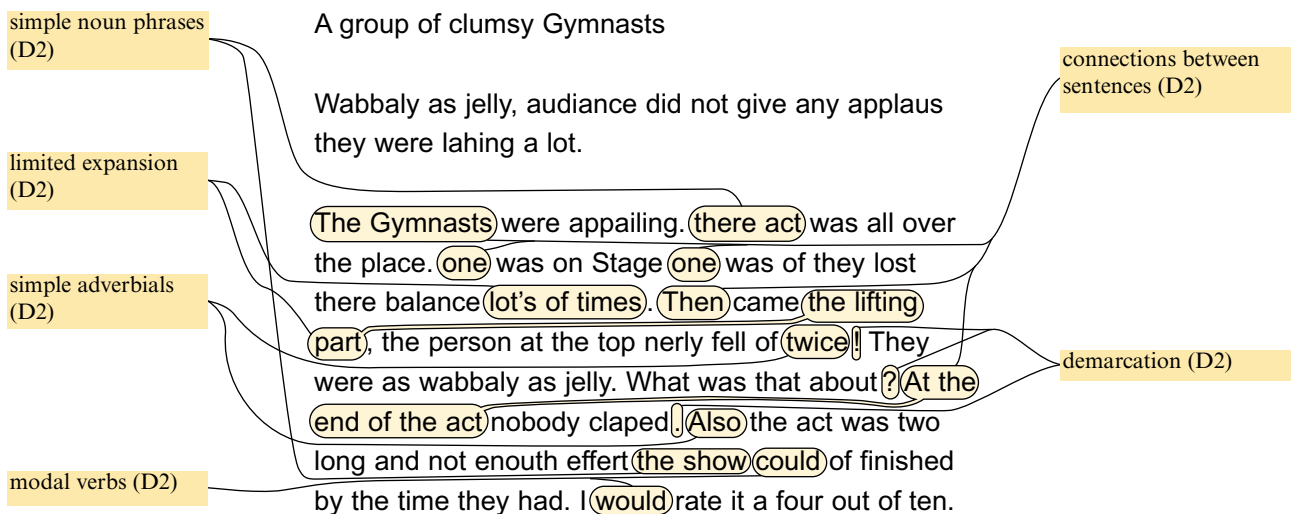 simple noun phrases
(D2)
limited expansion
(D2)
simple adverbials
(D2)
modal verbs (D2)
A group of clumsy Gymnasts
Wabbaly as jelly, audiance did not give any applaus
they were lahing a lot.
The Gymnasts were appailing. there act was all over
the place. one was on Stage one was of they lost
there balance lot's of times. Then came the lifting
part, the person at the top nerly fell of twice! They
were as wabbaly as jelly. What was that about? At the
end of the act nobody claped. Also the act was two
long and not enouth effert the show could of finished
by the time they had. I would rate it a four out of ten.
connections between
sentences (D2)
demarcation (D2)